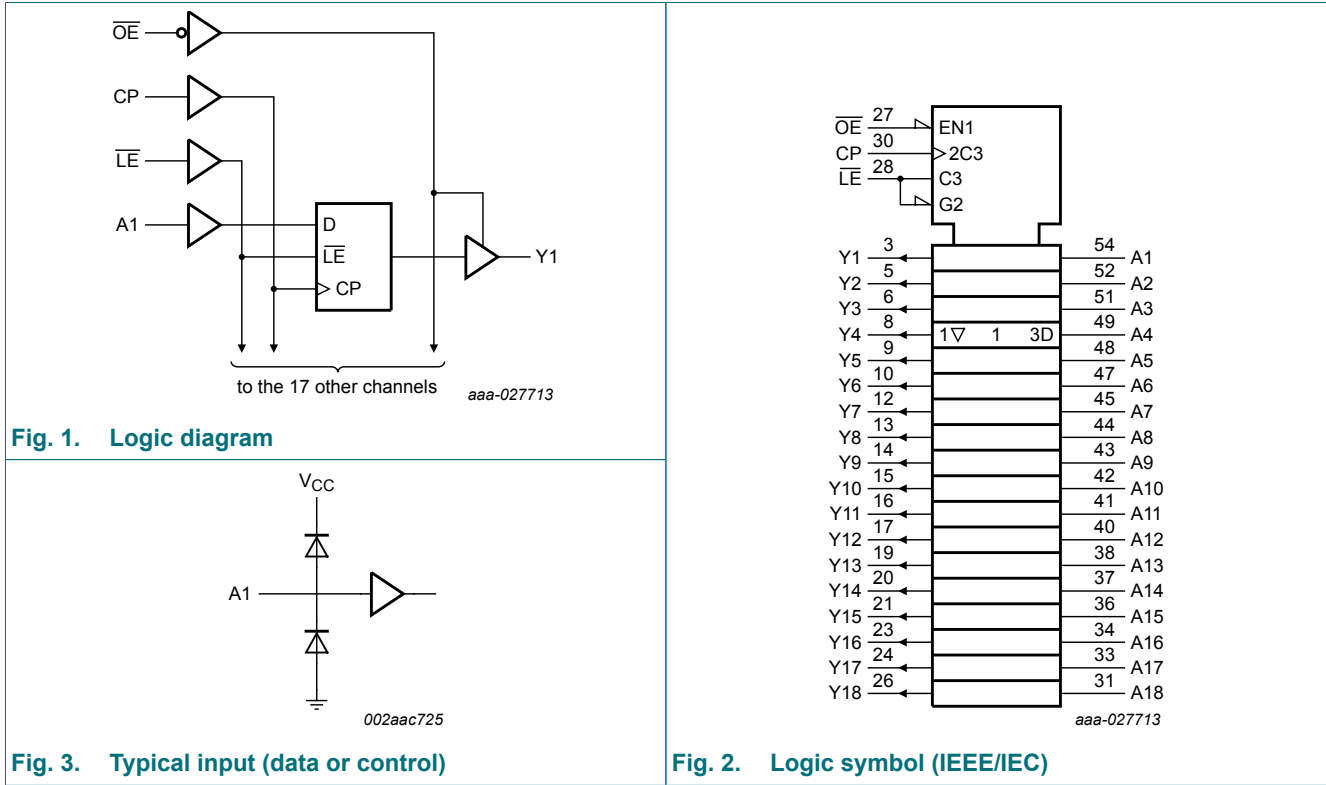 OE
CP
LE
A1
D
LE
CP
Y1
to the 17 other channels
aaa-027713
Fig. 1. Logic diagram
VCC
A1
002aac725
Fig. 3. Typical input (data or control)
OE 27 EN1
CP 30 2C3
LE 28 C3
G2
Y1 3 54 A1
Y2 5 52 A2
Y3 6 51 A3
Y4 8 1▽ 1 3D 49 A4
Y5 9 48 A5
Y6 10 47 A6
Y7 12 45 A7
Y8 13 44 A8
Y9 14 43 A9
Y10 15 42 A10
Y11 16 41 A11
Y12 17 40 A12
Y13 19 38 A13
Y14 20 37 A14
Y15 21 36 A15
Y16 23 34 A16
Y17 24 33 A17
Y18 26 31 A18
aaa-027713
Fig. 2. Logic symbol (IEEE/IEC)